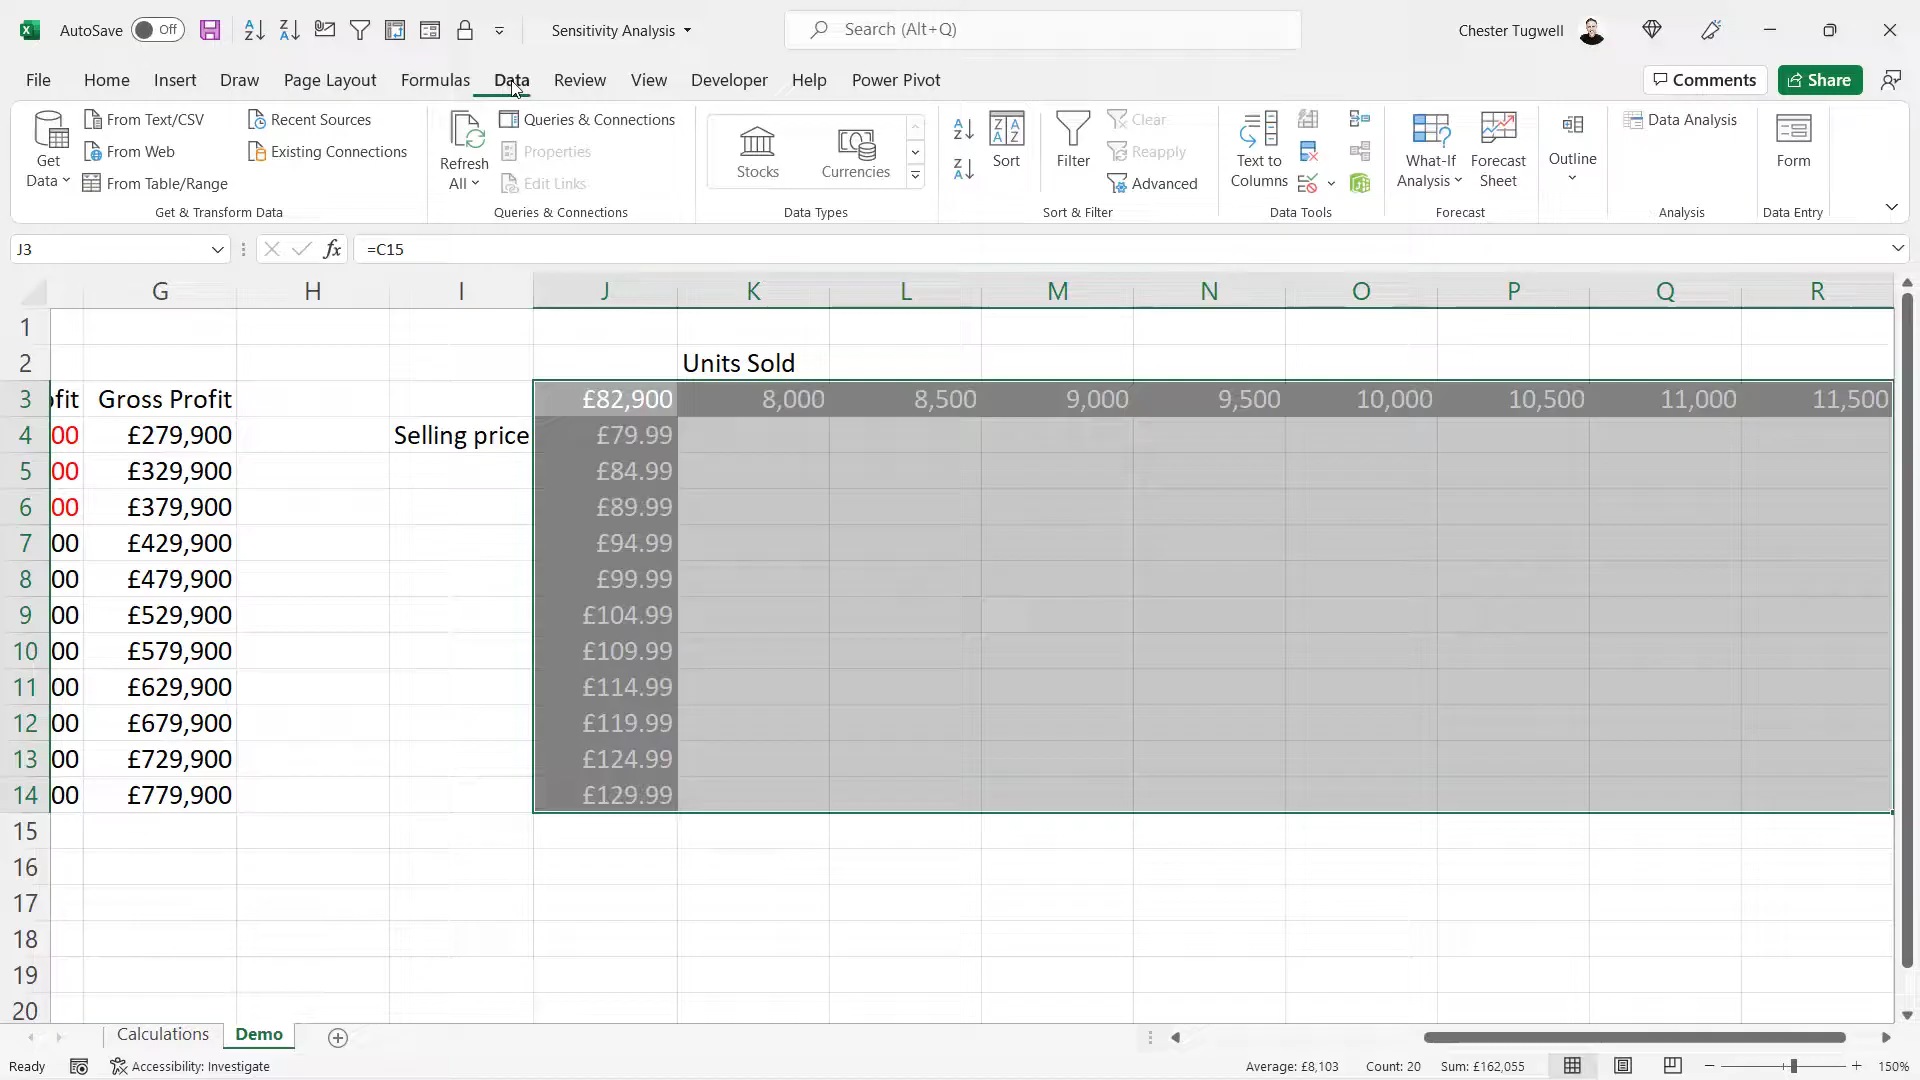 AutoSave Off Sensitivity Analysis Search (Alt+Q) Chester Tugwell
File Home Insert Draw Page Layout Formulas Data Review View Developer Help Power Pivot Comments Share
Get Data
From Text/CSV
From Web
From Table/Range
Recent Sources
Existing Connections
Get & Transform Data
Refresh All
Queries & Connections
Properties
Edit Links
Queries & Connections
Stocks Currencies
Data Types
Sort
Filter
Clear
Reapply
Advanced
Sort & Filter
Text to Columns
Data Tools
What-If Analysis
Forecast Sheet
Forecast
Outline
Data Analysis
Analysis
Form
Data Entry
J3 fx =C15
G H I J K L M N O P Q R
1
2 Units Sold
3 ofit Gross Profit £82,900 8,000 8,500 9,000 9,500 10,000 10,500 11,000 11,500
4 00 £279,900 Selling price £79.99
5 00 £329,900 £84.99
6 00 £379,900 £89.99
7 00 £429,900 £94.99
8 00 £479,900 £99.99
9 00 £529,900 £104.99
10 00 £579,900 £109.99
11 00 £629,900 £114.99
12 00 £679,900 £119.99
13 00 £729,900 £124.99
14 00 £779,900 £129.99
15
16
17
18
19
20
Calculations Demo
Ready Accessibility: Investigate Average: £8,103 Count: 20 Sum: £162,055 150%